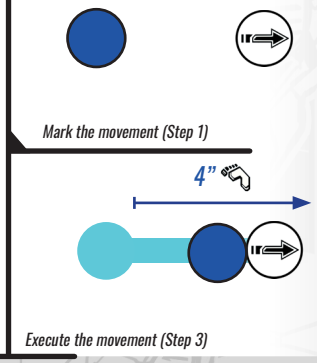 Mark the movement (Step 1)
4”
Execute the movement (Step 3)